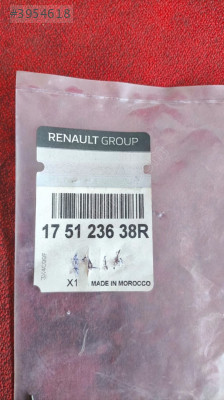 #3954618
RENAULT GROUP
17 51 236 38R
X1 MADE IN MOROCCO